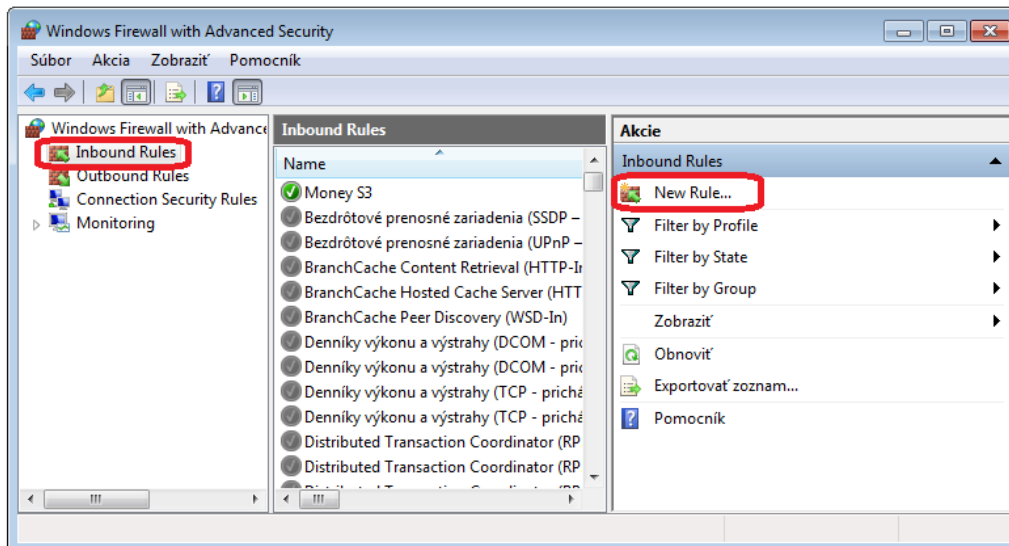 Windows Firewall with Advanced Security
Súbor Akcia Zobraziť Pomocník
Windows Firewall with Advance
Inbound Rules
Outbound Rules
Connection Security Rules
Monitoring
Inbound Rules
Name
Money S3
Bezdrôtové prenosné zariadenia (SSDP –
Bezdrôtové prenosné zariadenia (UPnP –
BranchCache Content Retrieval (HTTP-In
BranchCache Hosted Cache Server (HTT
BranchCache Peer Discovery (WSD-In)
Denníky výkonu a výstrahy (DCOM - pric
Denníky výkonu a výstrahy (DCOM - pric
Denníky výkonu a výstrahy (TCP - prichá
Denníky výkonu a výstrahy (TCP - prichá
Distributed Transaction Coordinator (RP
Distributed Transaction Coordinator (RP
Akcie
Inbound Rules
New Rule...
Filter by Profile
Filter by State
Filter by Group
Zobraziť
Obnoviť
Exportovať zoznam...
Pomocník